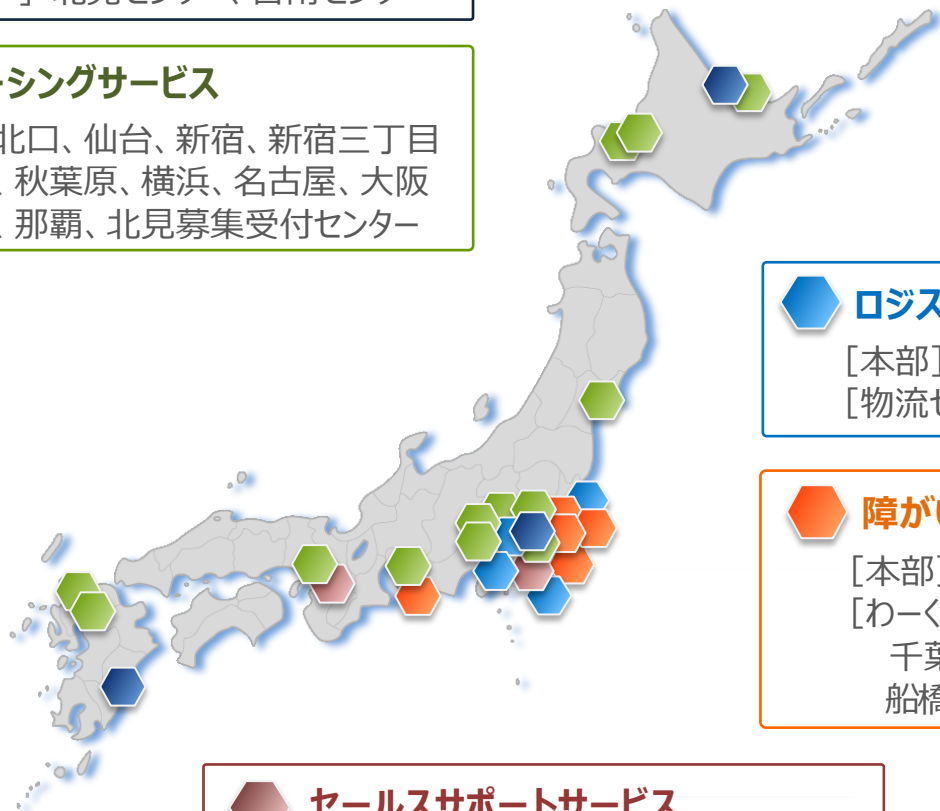 ーシングサービス
北口、仙台、新宿、新宿三丁目
、秋葉原、横浜、名古屋、大阪
、那覇、北見募集受付センター
ロジス
[本部]
[物流セ
障がい
[本部]
[わーく
千葉
船橋
セールスサポートサービス